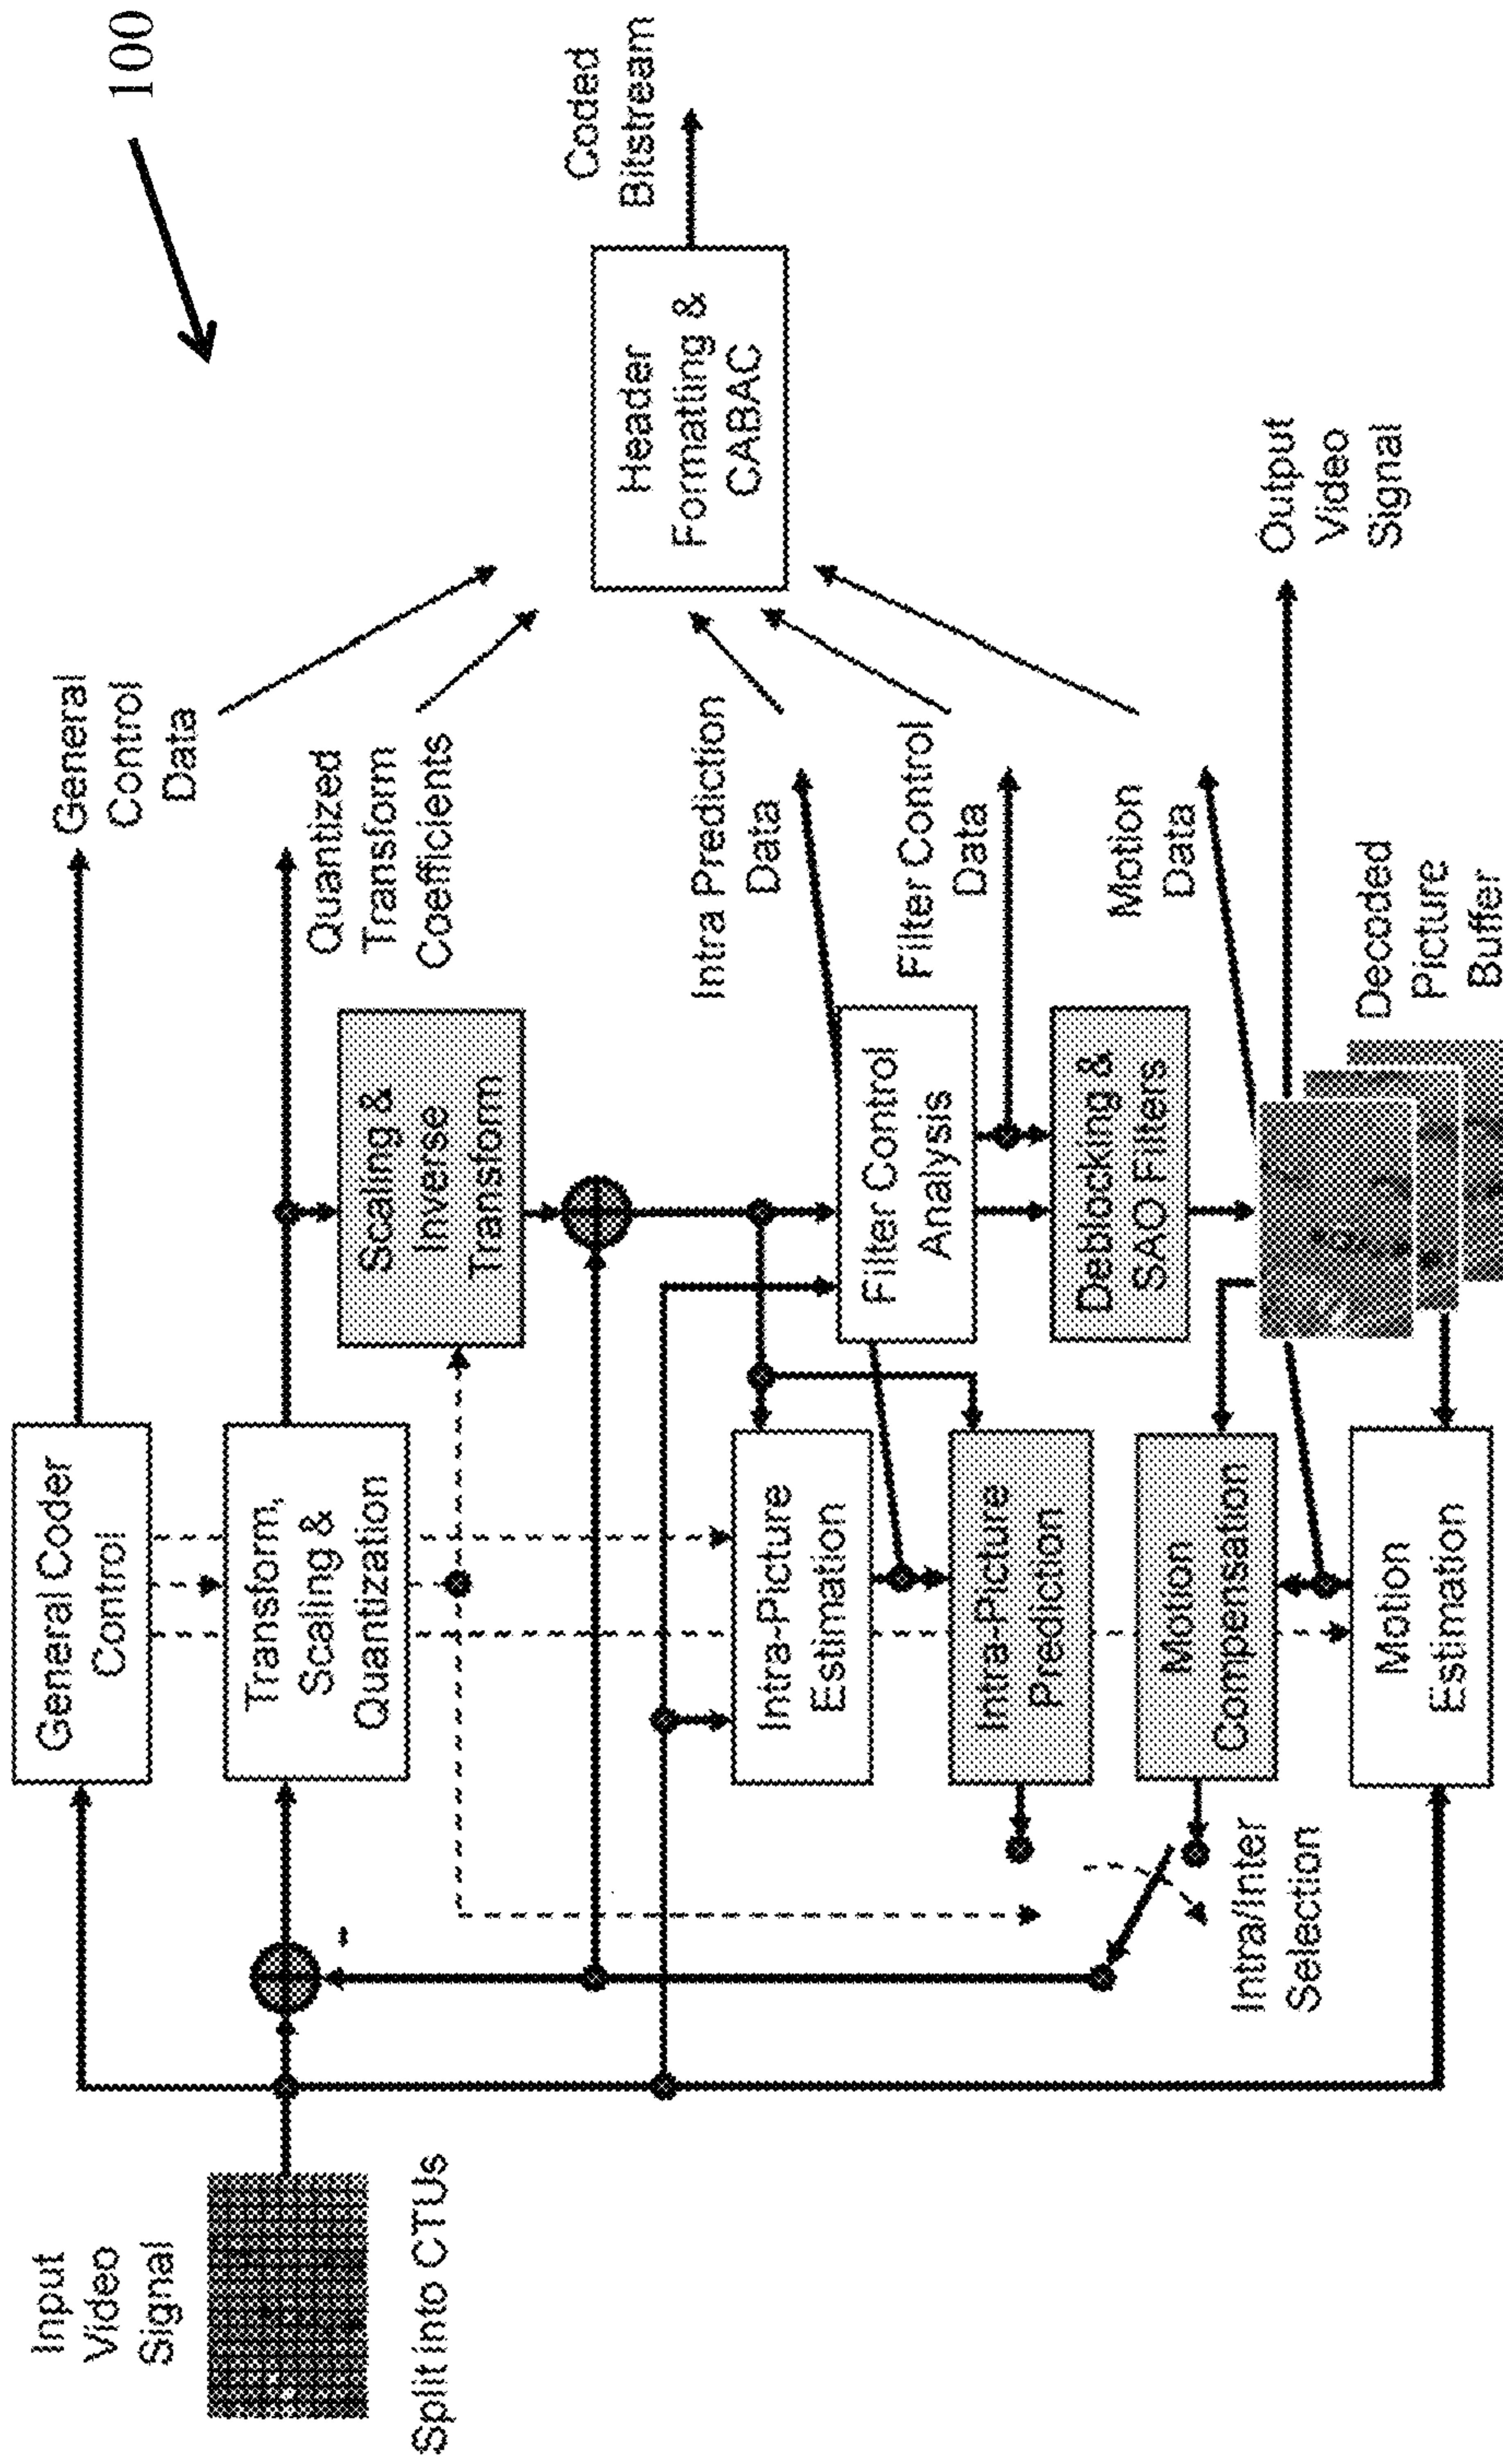 100
Input
Video
Signal
Split into CTUs
General Coder
Control
General
Control
Data
Transform,
Scaling &
Quantization
Quantized
Transform
Coefficients
Scaling &
Inverse
Transform
Coded
Bitstream
Header
Formatting &
CABAC
-
Intra-Picture
Estimation
Intra Prediction
Data
Filter Control
Analysis
Filter Control
Data
Intra-Picture
Prediction
Deblocking &
SAO Filters
Motion
Data
Motion
Compensation
Intra/Inter
Selection
Output
Video
Signal
Motion
Estimation
Decoded
Picture
Buffer